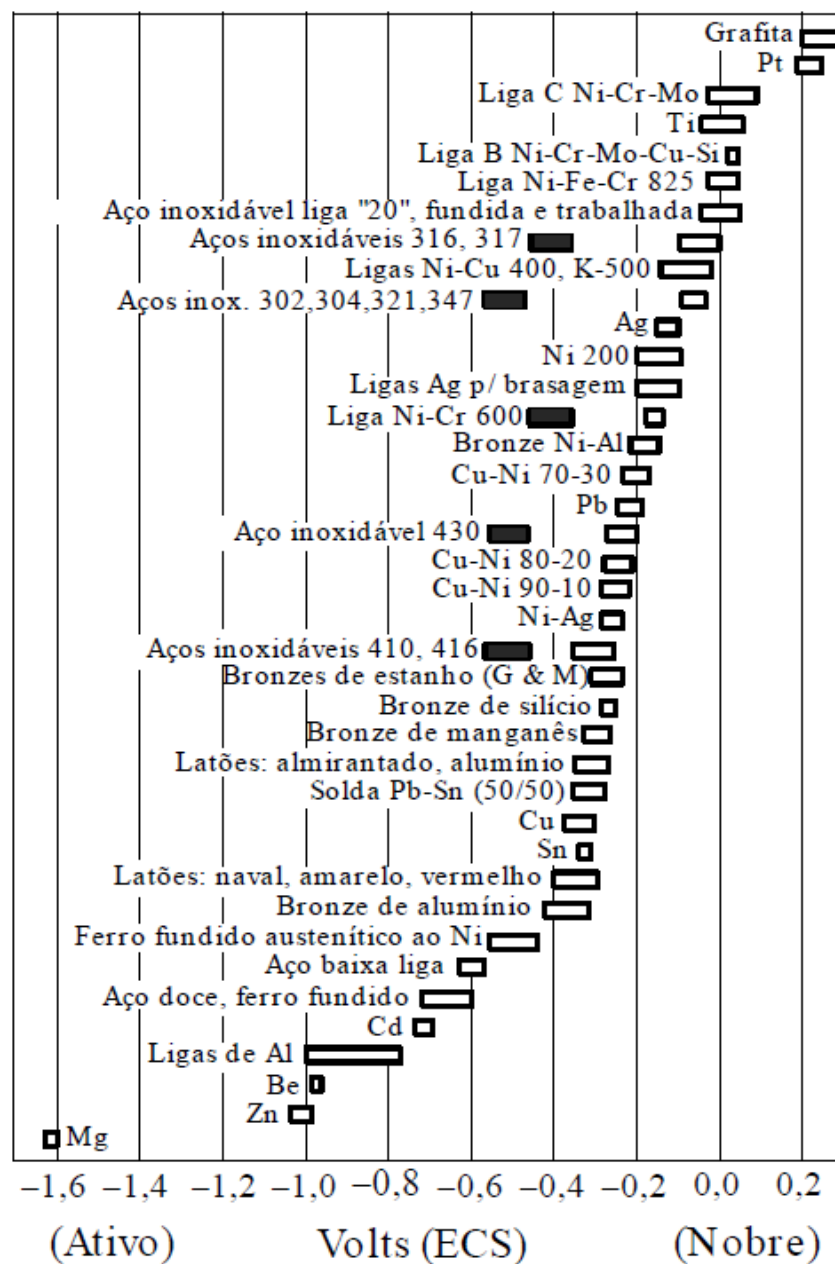 Grafita
Pt
Liga C Ni-Cr-Mo
Ti
Liga B Ni-Cr-Mo-Cu-Si
Liga Ni-Fe-Cr 825
Aço inoxidável liga "20", fundida e trabalhada
Aços inoxidáveis 316, 317
Ligas Ni-Cu 400, K-500
Aços inox. 302,304,321,347
Ag
Ni 200
Ligas Ag p/ brasagem
Liga Ni-Cr 600
Bronze Ni-Al
Cu-Ni 70-30
Pb
Aço inoxidável 430
Cu-Ni 80-20
Cu-Ni 90-10
Ni-Ag
Aços inoxidáveis 410, 416
Bronzes de estanho (G & M)
Bronze de silício
Bronze de manganês
Latões: almirantado, alumínio
Solda Pb-Sn (50/50)
Cu
Sn
Latões: naval, amarelo, vermelho
Bronze de alumínio
Ferro fundido austenítico ao Ni
Aço baixa liga
Aço doce, ferro fundido
Cd
Ligas de Al
Be
Zn
Mg
–1,6 –1,4 –1,2 –1,0 –0,8 –0,6 –0,4 –0,2 0,0 0,2
(Ativo) Volts (ECS) (Nobre)